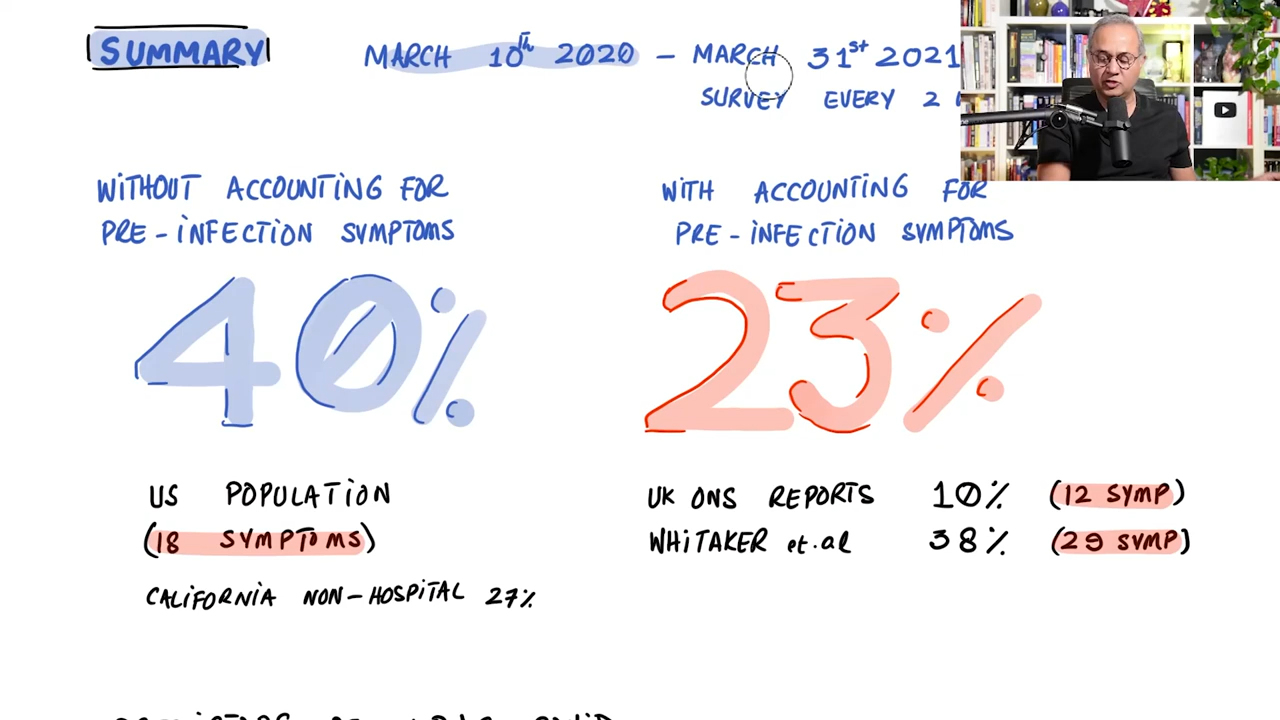 SUMMARY
MARCH 10th 2020 - MARCH 31st 2021
SURVEY EVERY 2
WITHOUT ACCOUNTING FOR
PRE-INFECTION SYMPTOMS
40%
WITH ACCOUNTING FOR
PRE-INFECTION SYMPTOMS
23%
US POPULATION
(18 SYMPTOMS)
CALIFORNIA NON-HOSPITAL 27%
UK ONS REPORTS 10% (12 SYMP)
WHITAKER et.al 38% (29 SYMP)